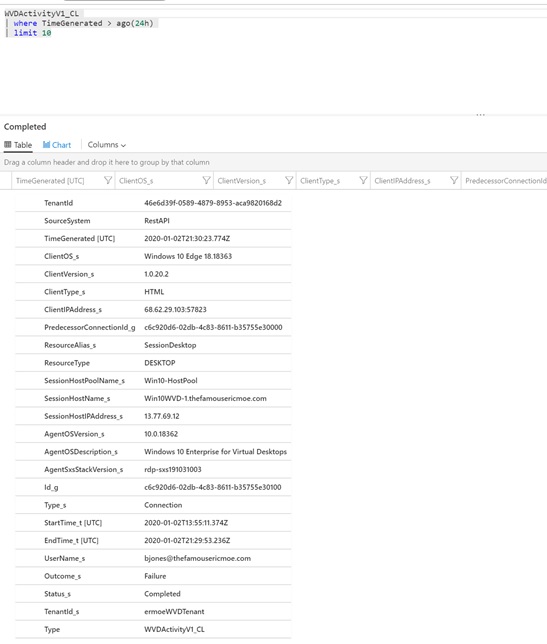 WVDActivityV1_CL
| where TimeGenerated > ago(24h)
| limit 10
...
Completed
Table Chart Columns
Drag a column header and drop it here to group by that column
TimeGenerated [UTC] ClientOS_s ClientVersion_s ClientType_s ClientIPAddress_s PredecessorConnectionId
TenantId 46e6d39f-0589-4879-8953-aca9820168d2
SourceSystem RestAPI
TimeGenerated [UTC] 2020-01-02T21:30:23.774Z
ClientOS_s Windows 10 Edge 18.18363
ClientVersion_s 1.0.20.2
ClientType_s HTML
ClientIPAddress_s 68.62.29.103:57823
PredecessorConnectionId_g c6c920d6-02db-4c83-8611-b35755e30000
ResourceAlias_s SessionDesktop
ResourceType DESKTOP
SessionHostPoolName_s Win10-HostPool
SessionHostName_s Win10WVD-1.thefamousericmoe.com
SessionHostIPAddress_s 13.77.69.12
AgentOSVersion_s 10.0.18362
AgentOSDescription_s Windows 10 Enterprise for Virtual Desktops
AgentSxsStackVersion_s rdp-sxs191031003
Id_g c6c920d6-02db-4c83-8611-b35755e30100
Type_s Connection
StartTime_t [UTC] 2020-01-02T13:55:11.374Z
EndTime_t [UTC] 2020-01-02T21:29:53.236Z
UserName_s bjones@thefamousericmoe.com
Outcome_s Failure
Status_s Completed
TenantId_s ermoeWVDTenant
Type WVDActivityV1_CL